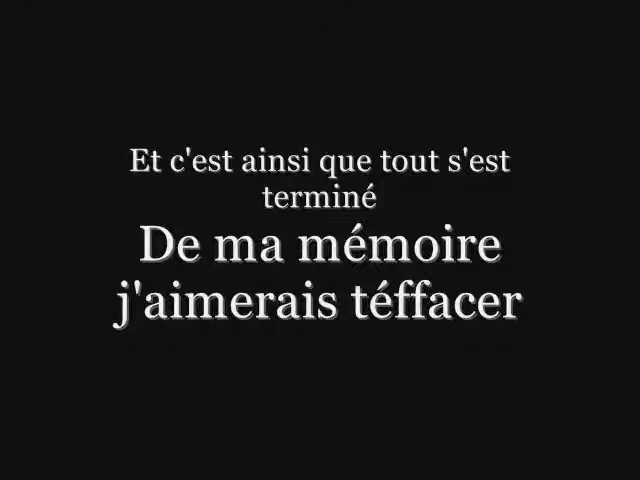 Et c'est ainsi que tout s'est
terminé
De ma mémoire
j'aimerais téffacer